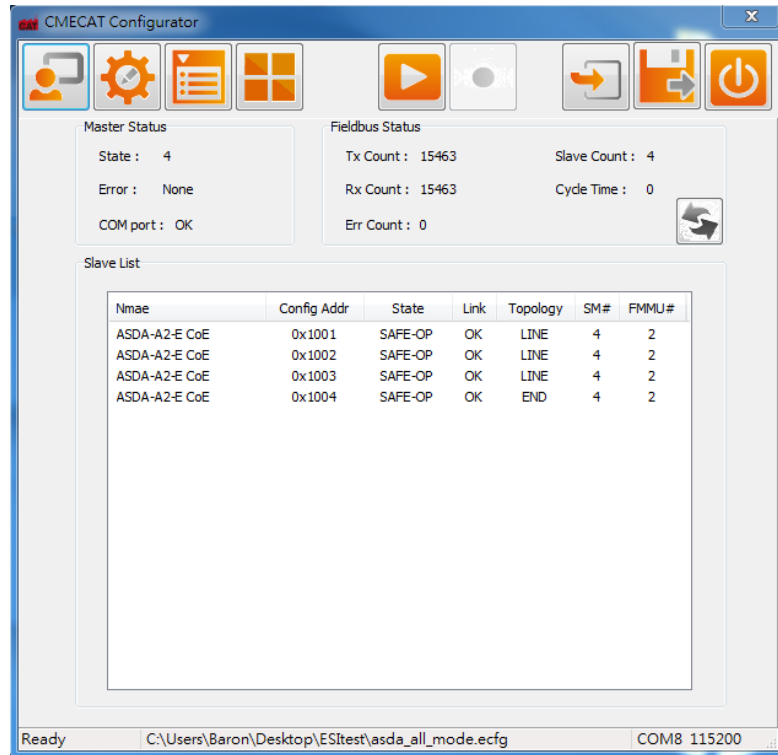 CAT CMECAT Configurator
Master Status
State : 4
Error : None
COM port : OK
Fieldbus Status
Tx Count : 15463
Slave Count : 4
Rx Count : 15463
Cycle Time : 0
Err Count : 0
Slave List
Nmae Config Addr State Link Topology SM# FMMU#
ASDA-A2-E CoE 0x1001 SAFE-OP OK LINE 4 2
ASDA-A2-E CoE 0x1002 SAFE-OP OK LINE 4 2
ASDA-A2-E CoE 0x1003 SAFE-OP OK LINE 4 2
ASDA-A2-E CoE 0x1004 SAFE-OP OK END 4 2
Ready C:\Users\Baron\Desktop\ESItest\asda_all_mode.ecfg COM8 115200